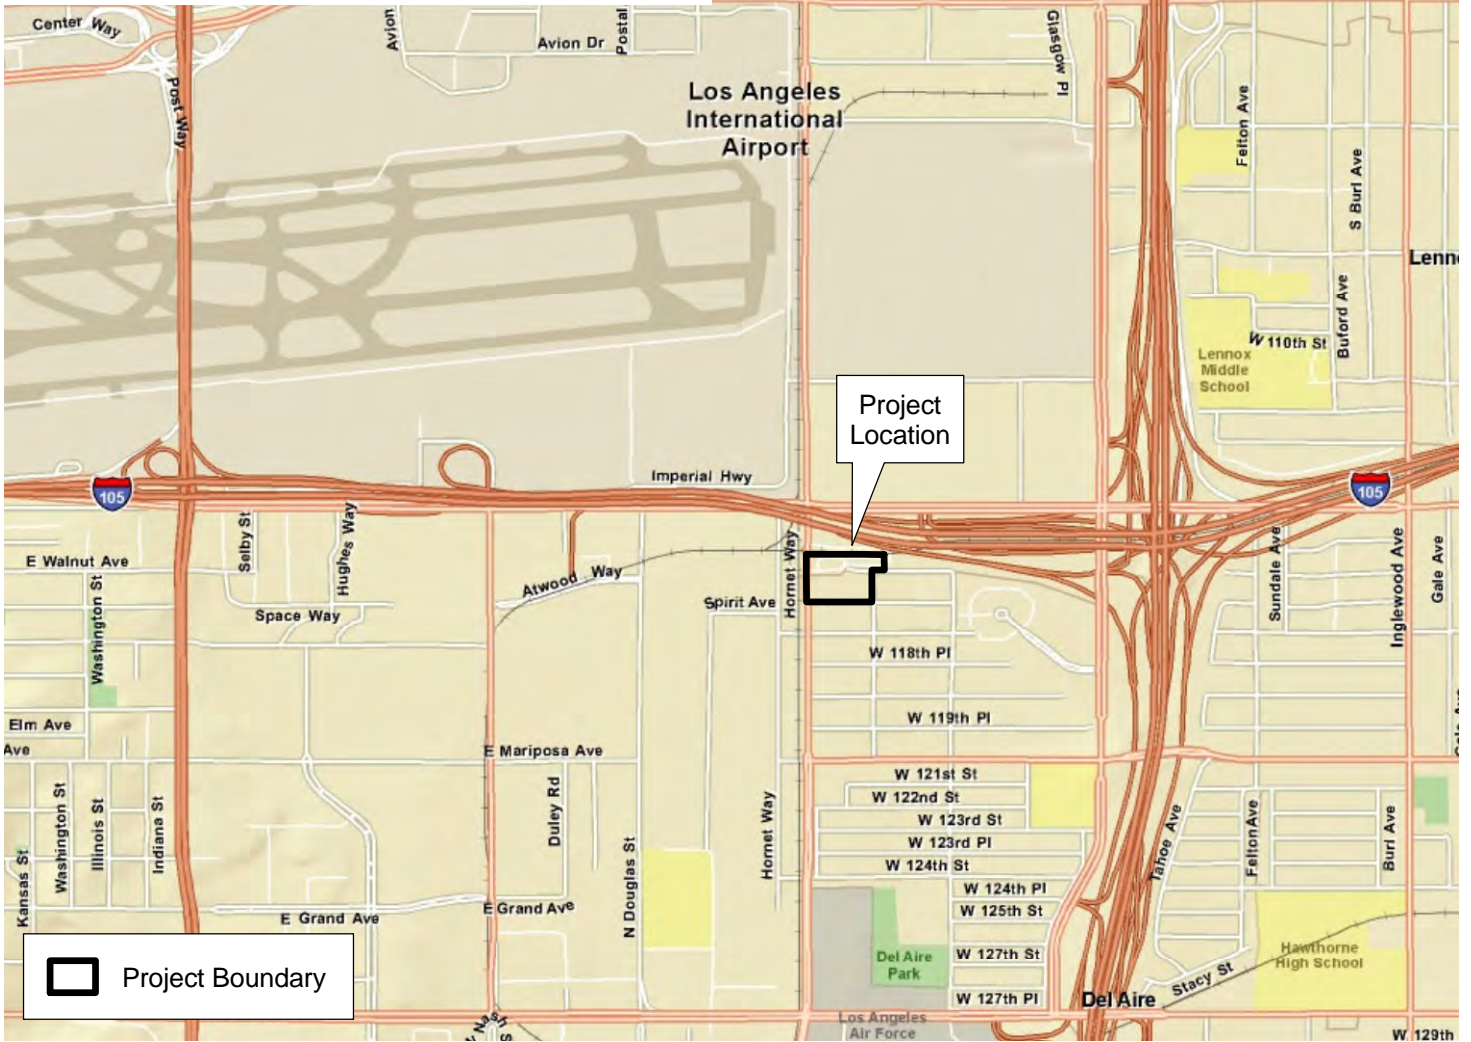 Center Way
Post Way
Avion
Avion Dr
Postal
Glasgow Pl
Los Angeles
International
Airport
Felton Ave
S Burl Ave
Buford Ave
W 110th St
Lennox
Middle
School
Project
Location
Imperial Hwy
105
105
E Walnut Ave
Washington St
Selby St
Hughes Way
Space Way
Atwood Way
Spirit Ave
Hornet Way
W 118th Pl
W 119th Pl
Sundale Ave
Inglewood Ave
Gale Ave
Elm Ave
Ave
E Mariposa Ave
Kansas St
Washington St
Illinois St
Indiana St
Duley Rd
N Douglas St
Hornet Way
W 121st St
W 122nd St
W 123rd St
W 123rd Pl
W 124th St
W 124th Pl
W 125th St
W 127th St
W 127th Pl
Tahoe Ave
Felton Ave
Burl Ave
E Grand Ave
E Grand Ave
Del Aire
Park
Hawthorne
High School
Stacy St
Del Aire
Los Angeles
Air Force
W 129th
Project Boundary